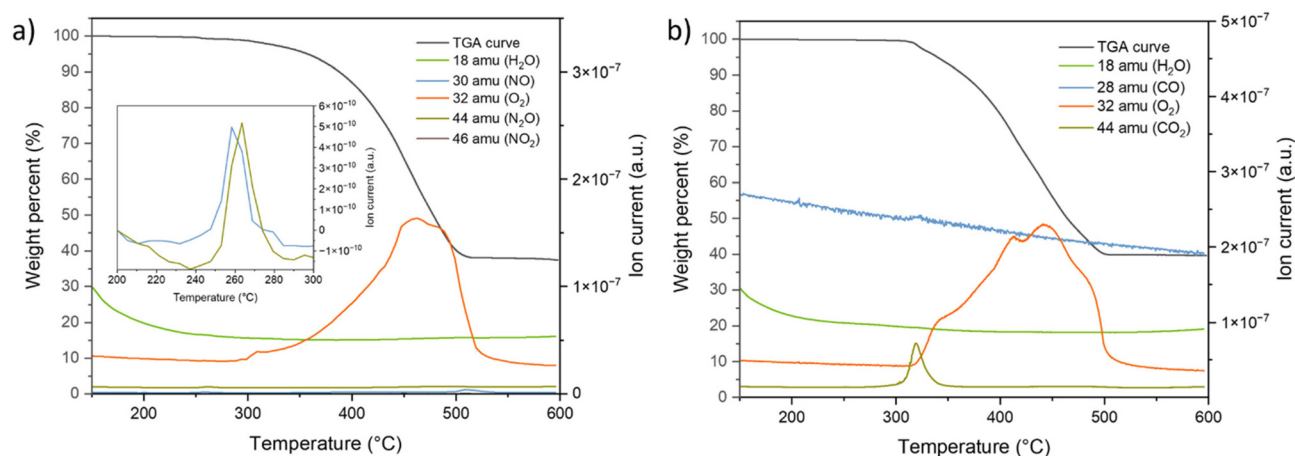 a)
100
90
80
70
60
50
40
30
20
10
0
Weight percent (%)
200
300
400
500
600
Temperature (°C)
3×10⁻⁷
2×10⁻⁷
1×10⁻⁷
0
Ion current (a.u.)
TGA curve
18 amu (H₂O)
30 amu (NO)
32 amu (O₂)
44 amu (N₂O)
46 amu (NO₂)
6×10⁻¹⁰
5×10⁻¹⁰
4×10⁻¹⁰
3×10⁻¹⁰
2×10⁻¹⁰
1×10⁻¹⁰
0
−1×10⁻¹⁰
Ion current (a.u.)
200
220
240
260
280
300
Temperature (°C)
b)
100
90
80
70
60
50
40
30
20
10
0
Weight percent (%)
200
300
400
500
600
Temperature (°C)
5×10⁻⁷
4×10⁻⁷
3×10⁻⁷
2×10⁻⁷
1×10⁻⁷
Ion current (a.u.)
TGA curve
18 amu (H₂O)
28 amu (CO)
32 amu (O₂)
44 amu (CO₂)